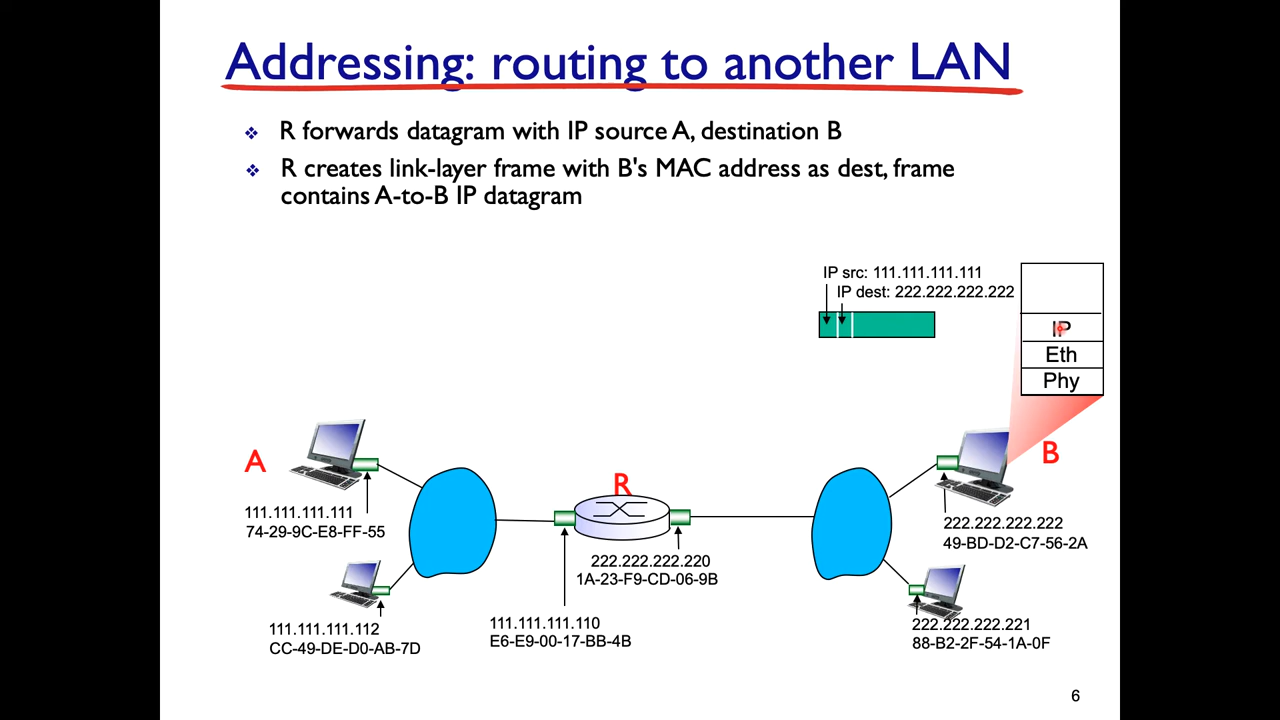 Addressing: routing to another LAN
R forwards datagram with IP source A, destination B
R creates link-layer frame with B's MAC address as dest, frame
contains A-to-B IP datagram
IP src: 111.111.111.111
IP dest: 222.222.222.222
IP
Eth
Phy
A
R
B
111.111.111.111
74-29-9C-E8-FF-55
222.222.222.222
49-BD-D2-C7-56-2A
222.222.222.220
1A-23-F9-CD-06-9B
111.111.111.112
CC-49-DE-D0-AB-7D
111.111.111.110
E6-E9-00-17-BB-4B
222.222.222.221
88-B2-2F-54-1A-0F
6